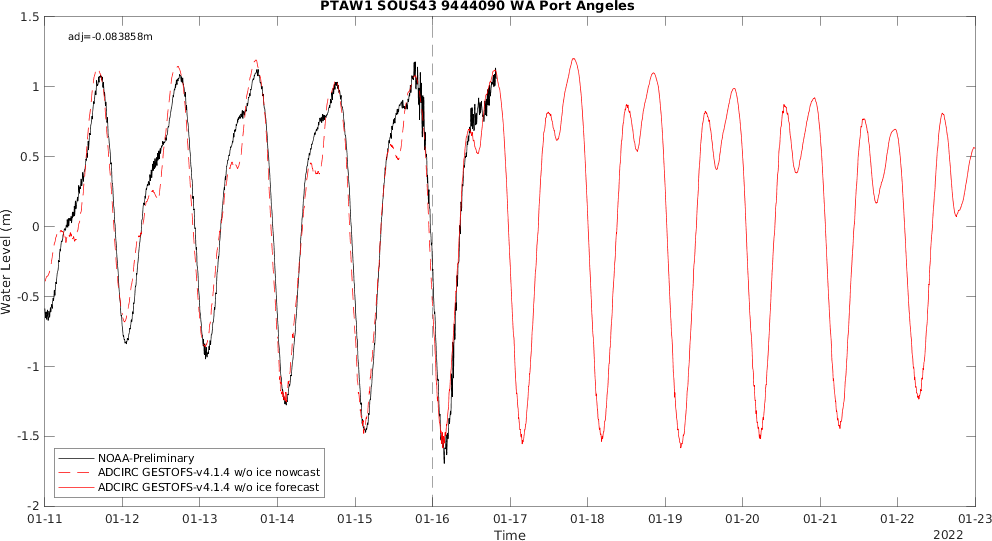 PTAW1 SOUS43 9444090 WA Port Angeles
adj=-0.083858m
1.5
1
0.5
0
-0.5
-1
-1.5
-2
Water Level (m)
NOAA-Preliminary
ADCIRC GESTOFS-v4.1.4 w/o ice nowcast
ADCIRC GESTOFS-v4.1.4 w/o ice forecast
01-11 01-12 01-13 01-14 01-15 01-16 01-17 01-18 01-19 01-20 01-21 01-22 01-23
Time
2022